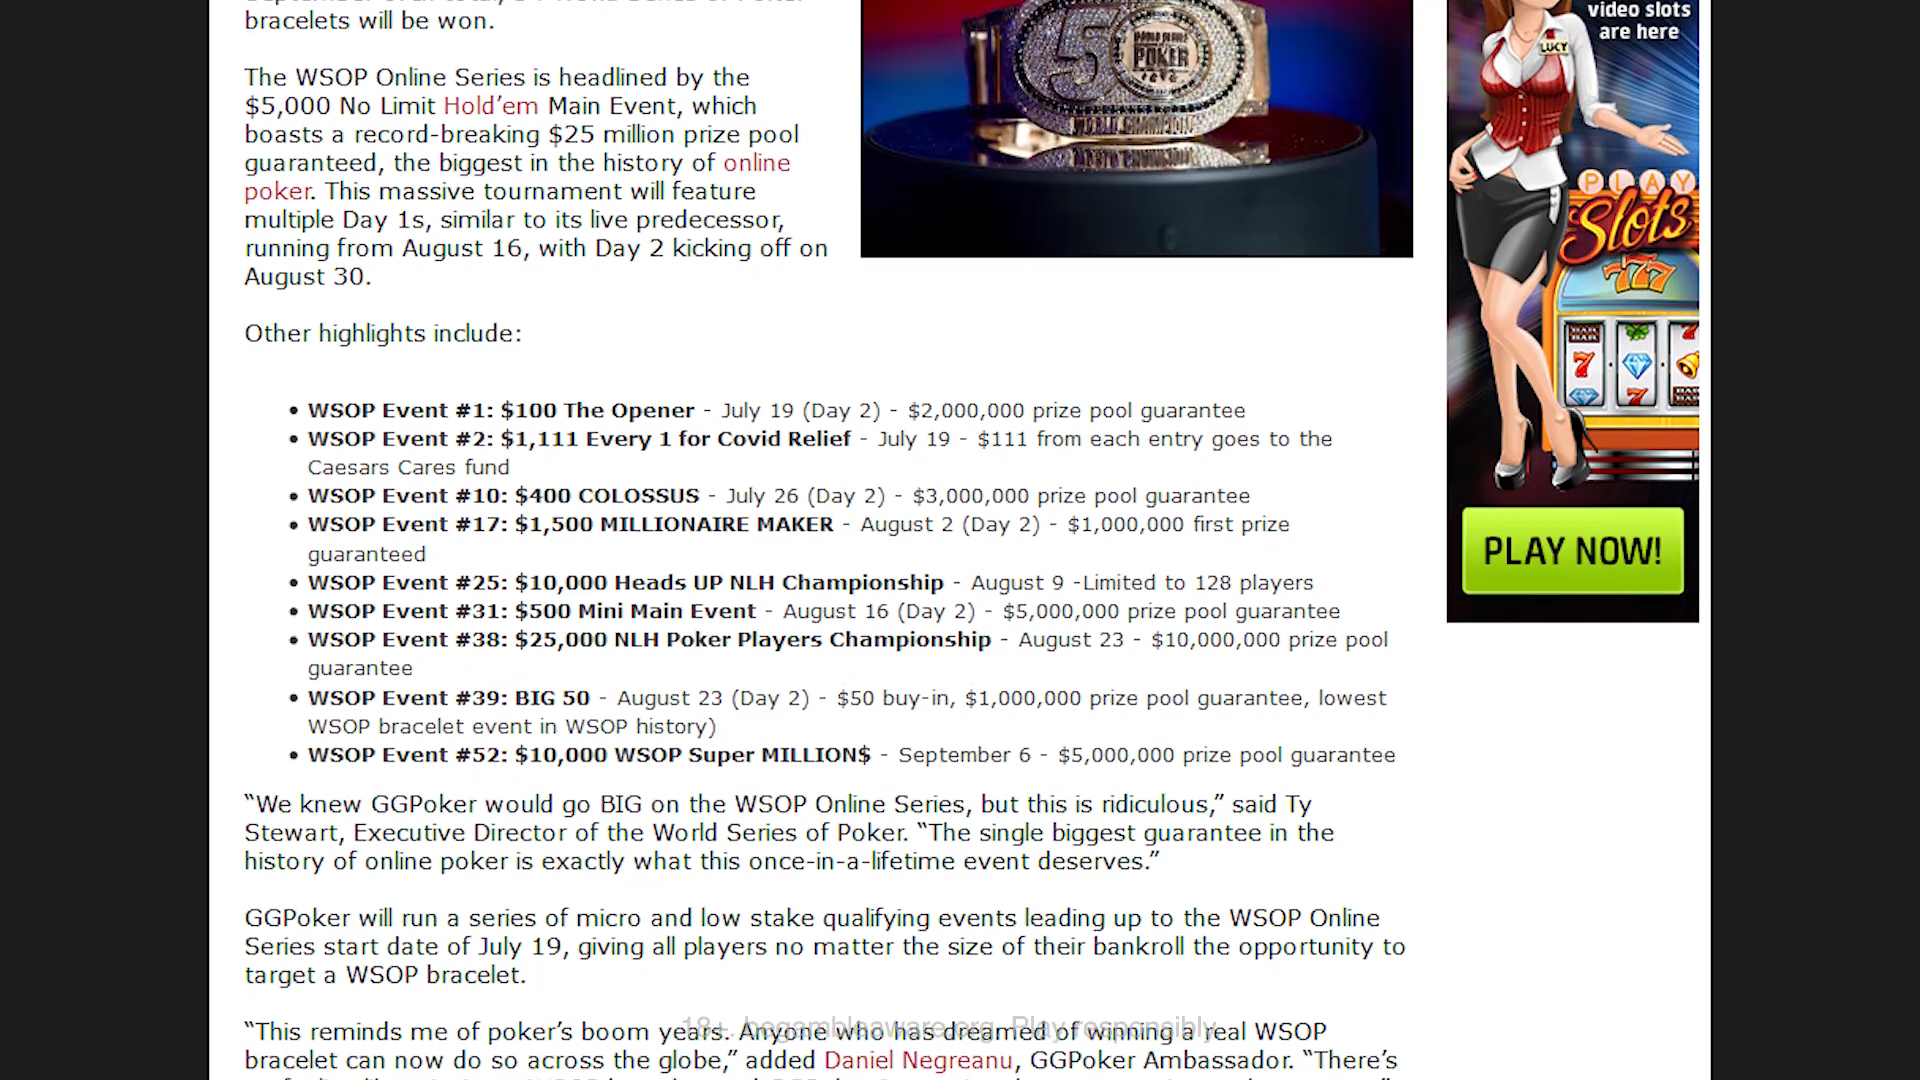 bracelets will be won.
The WSOP Online Series is headlined by the
$5,000 No Limit Hold’em Main Event, which
boasts a record-breaking $25 million prize pool
guaranteed, the biggest in the history of online
poker. This massive tournament will feature
multiple Day 1s, similar to its live predecessor,
running from August 16, with Day 2 kicking off on
August 30.
Other highlights include:
• WSOP Event #1: $100 The Opener - July 19 (Day 2) - $2,000,000 prize pool guarantee
• WSOP Event #2: $1,111 Every 1 for Covid Relief - July 19 - $111 from each entry goes to the
Caesars Cares fund
• WSOP Event #10: $400 COLOSSUS - July 26 (Day 2) - $3,000,000 prize pool guarantee
• WSOP Event #17: $1,500 MILLIONAIRE MAKER - August 2 (Day 2) - $1,000,000 first prize
guaranteed
• WSOP Event #25: $10,000 Heads UP NLH Championship - August 9 -Limited to 128 players
• WSOP Event #31: $500 Mini Main Event - August 16 (Day 2) - $5,000,000 prize pool guarantee
• WSOP Event #38: $25,000 NLH Poker Players Championship - August 23 - $10,000,000 prize pool
guarantee
• WSOP Event #39: BIG 50 - August 23 (Day 2) - $50 buy-in, $1,000,000 prize pool guarantee, lowest
WSOP bracelet event in WSOP history)
• WSOP Event #52: $10,000 WSOP Super MILLION$ - September 6 - $5,000,000 prize pool guarantee
“We knew GGPoker would go BIG on the WSOP Online Series, but this is ridiculous,” said Ty
Stewart, Executive Director of the World Series of Poker. “The single biggest guarantee in the
history of online poker is exactly what this once-in-a-lifetime event deserves.”
GGPoker will run a series of micro and low stake qualifying events leading up to the WSOP Online
Series start date of July 19, giving all players no matter the size of their bankroll the opportunity to
target a WSOP bracelet.
“This reminds me of poker’s boom years. Anyone who has dreamed of winning a real WSOP
bracelet can now do so across the globe,” added Daniel Negreanu, GGPoker Ambassador. “There’s
18+. begambleaware.org. Play responsibly.
50
WORLD SERIES
POKER
WORLD CHAMPION
video slots
are here
LUCY
PLAY
Slots
777
BAR
BAR
7
7
7
BAR
PLAY NOW!